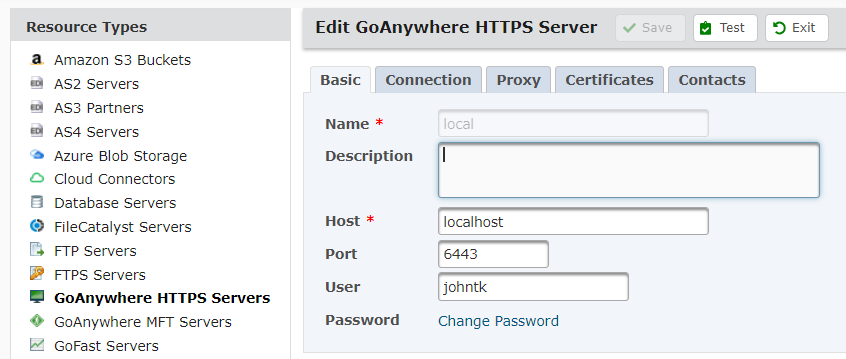 Resource Types
Amazon S3 Buckets
AS2 Servers
AS3 Partners
AS4 Servers
Azure Blob Storage
Cloud Connectors
Database Servers
FileCatalyst Servers
FTP Servers
FTPS Servers
GoAnywhere HTTPS Servers
GoAnywhere MFT Servers
GoFast Servers
Edit GoAnywhere HTTPS Server Save Test Exit
Basic Connection Proxy Certificates Contacts
Name * local
Description
Host * localhost
Port 6443
User johntk
Password Change Password